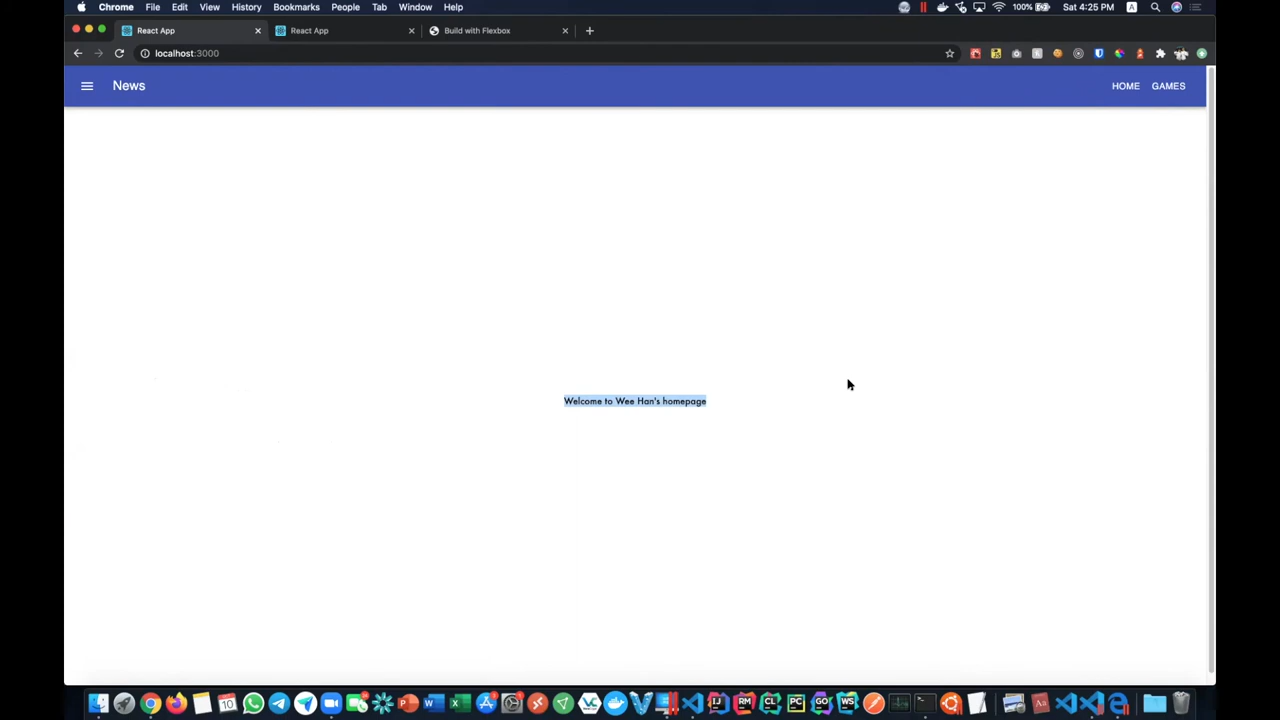 Chrome File Edit View History Bookmarks People Tab Window Help 100% Sat 4:25 PM A
React App React App Build with Flexbox
localhost:3000
News HOME GAMES
Welcome to Wee Han's homepage